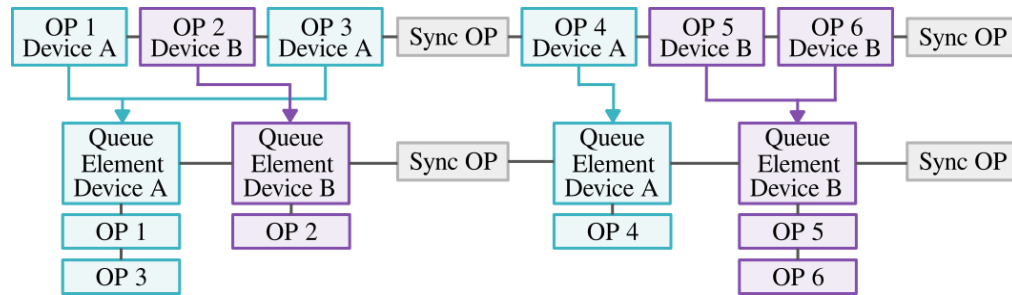 OP 1
Device A
OP 2
Device B
OP 3
Device A
Sync OP
OP 4
Device A
OP 5
Device B
OP 6
Device B
Sync OP
Queue
Element
Device A
Queue
Element
Device B
Sync OP
Queue
Element
Device A
Queue
Element
Device B
Sync OP
OP 1
OP 2
OP 4
OP 5
OP 3
OP 6